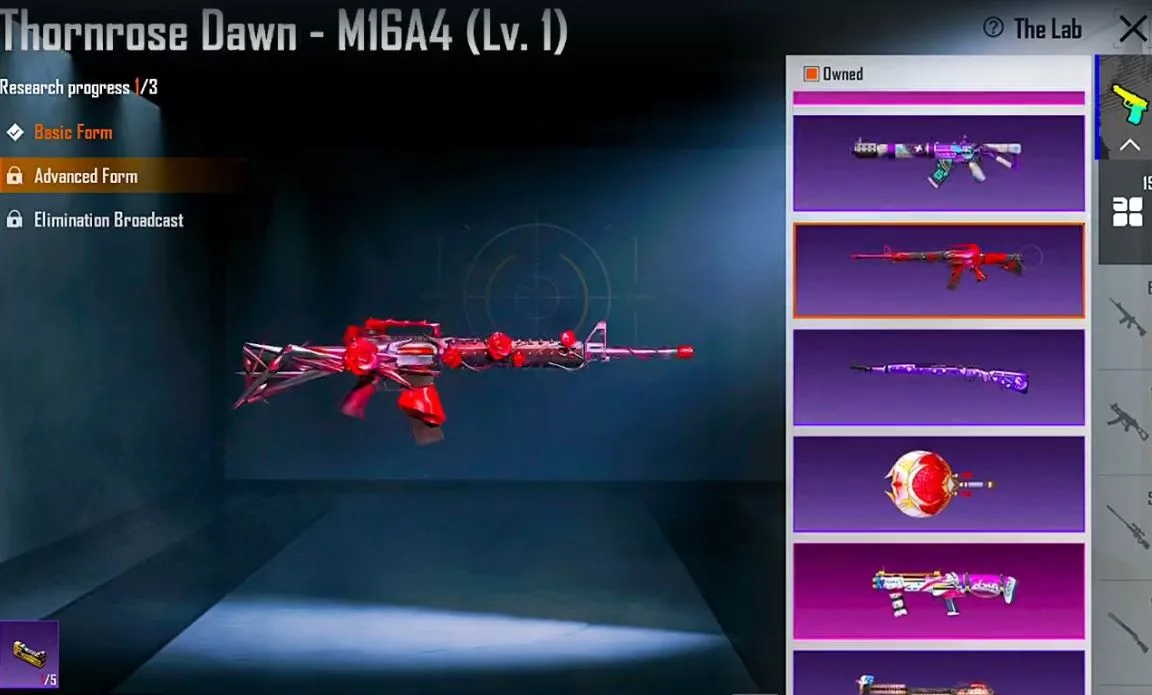 Thornrose Dawn - M16A4 (Lv. 1)
? The Lab
Research progress 1/3
Owned
Basic Form
Advanced Form
Elimination Broadcast
/5